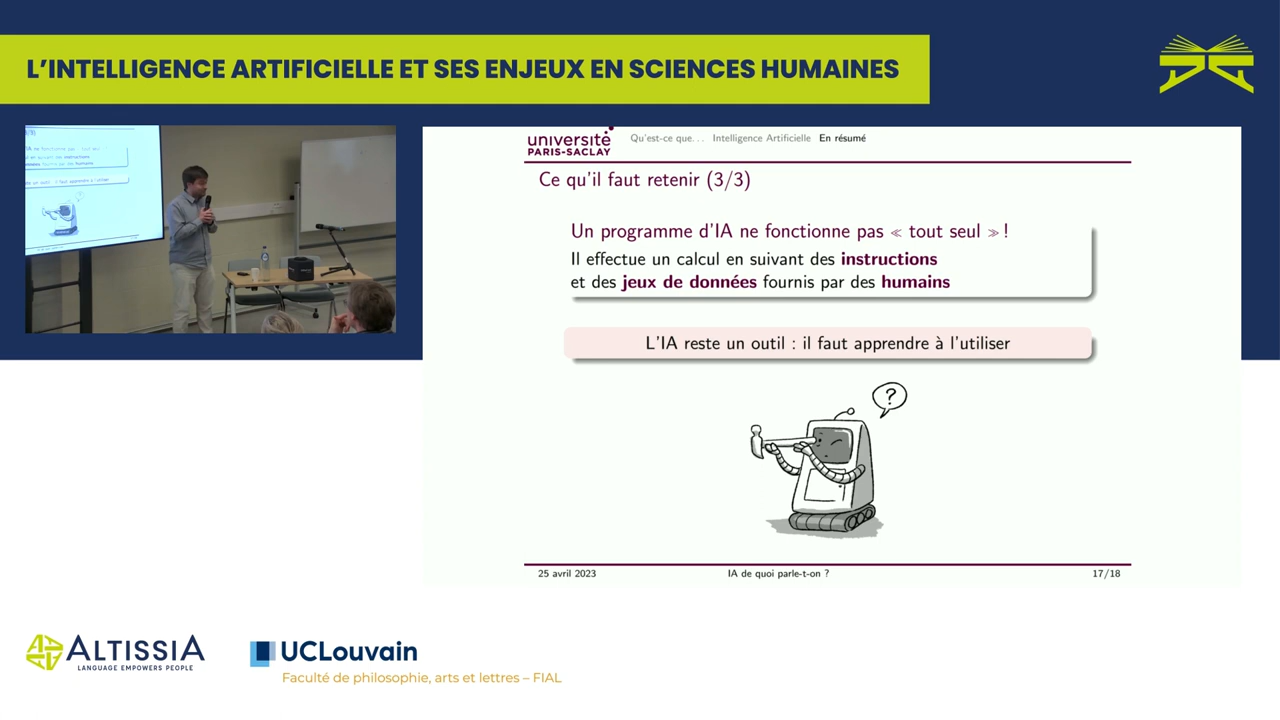 L'INTELLIGENCE ARTIFICIELLE ET SES ENJEUX EN SCIENCES HUMAINES
université
PARIS-SACLAY
Qu'est-ce que... Intelligence Artificielle En résumé
Ce qu'il faut retenir (3/3)
Un programme d'IA ne fonctionne pas « tout seul » !
Il effectue un calcul en suivant des instructions
et des jeux de données fournis par des humains
L'IA reste un outil : il faut apprendre à l'utiliser
?
25 avril 2023 IA de quoi parle-t-on ? 17/18
ALTISSIA
LANGUAGE EMPOWERS PEOPLE
UCLouvain
Faculté de philosophie, arts et lettres – FIAL